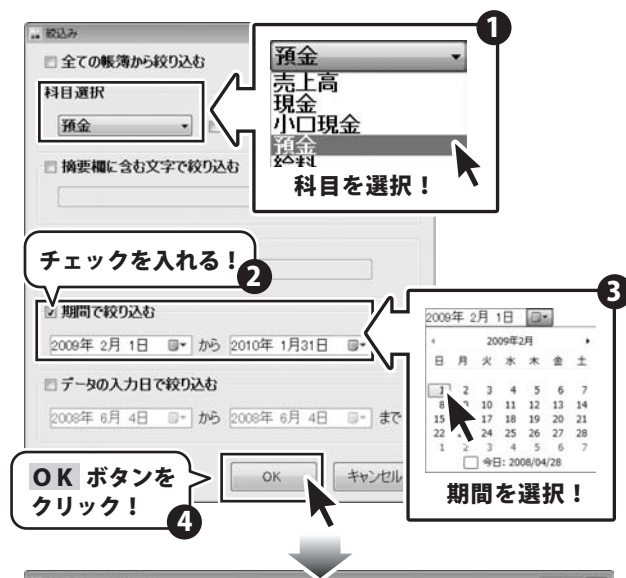 絞込み
全ての帳簿から絞り込む
科目選択
預金
摘要欄に含む文字で絞り込む
1
預金
売上高
現金
小口現金
預金
給料
科目を選択！
チェックを入れる！
2
期間で絞り込む
2009年 2月 1日 から 2010年 1月31日
データの入力日で絞り込む
2008年 6月 4日 から 2008年 6月 4日 まで
3
2009年 2月 1日
2009年2月
日 月 火 水 木 金 土
1 2 3 4 5 6 7
8 10 11 12 13 14
15 17 18 19 20 21
22 24 25 26 27 28
1 2 3 4 5 6 7
今日: 2008/04/28
期間を選択！
OK ボタンを
クリック！
4
OK キャンセル